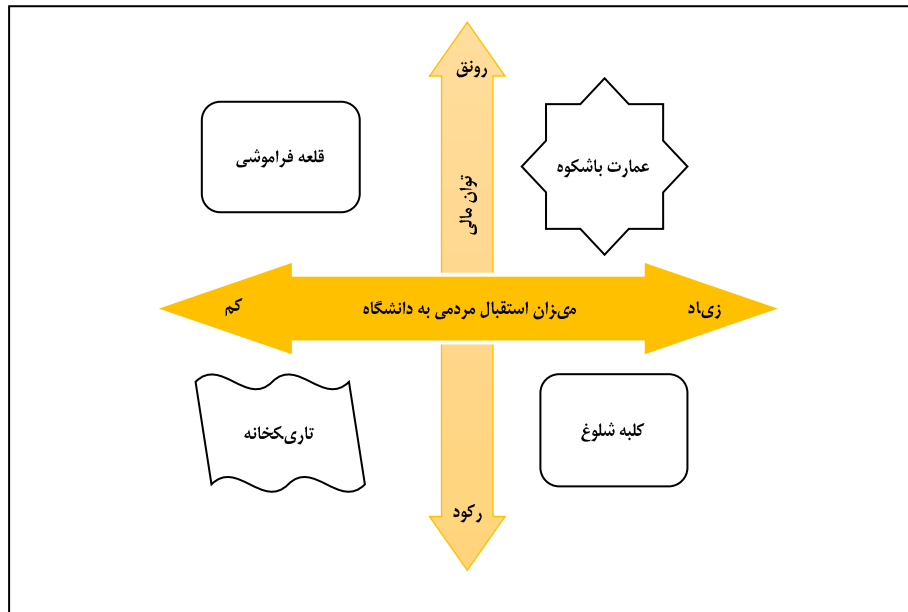 رونق
عمارت باشکوه
قلعه فراموشی
توان مالی
زیاد
میزان استقبال مردمی به دانشگاه
کم
کلبه شلوغ
تاریکخانه
رکود